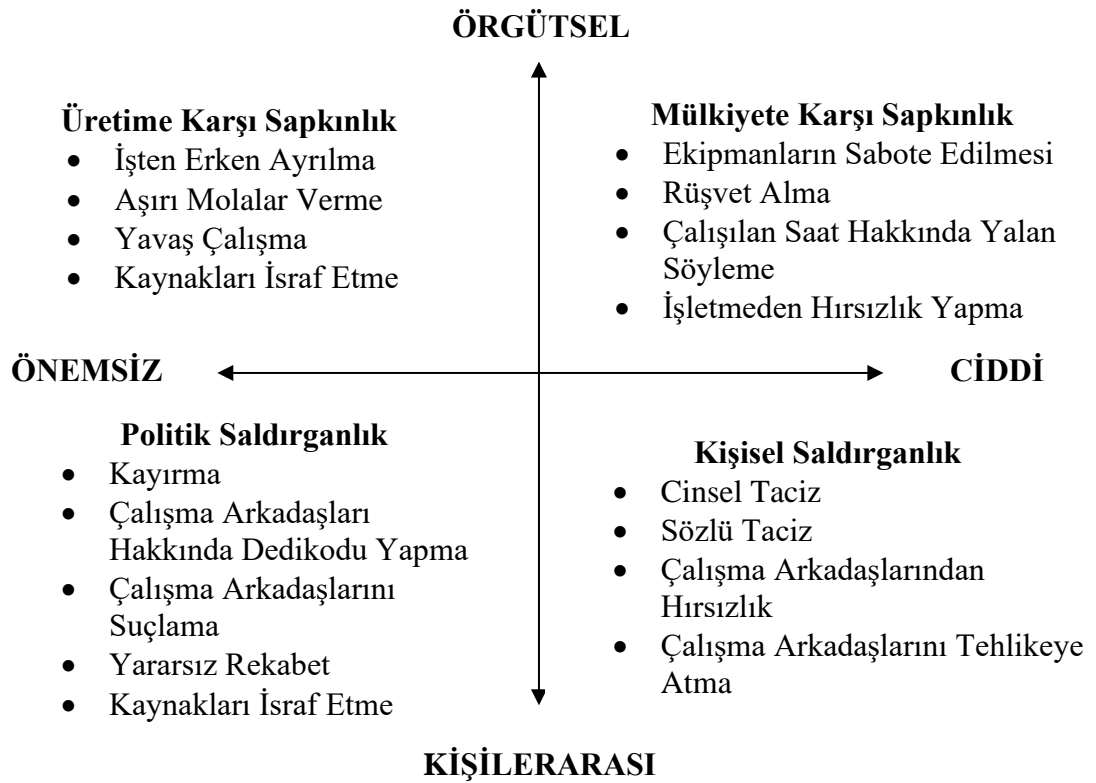 ÖRGÜTSEL
Üretime Karşı Sapkınlık
• İşten Erken Ayrılma
• Aşırı Molalar Verme
• Yavaş Çalışma
• Kaynakları İsraf Etme
Mülkiyete Karşı Sapkınlık
• Ekipmanların Sabote Edilmesi
• Rüşvet Alma
• Çalışılan Saat Hakkında Yalan
Söyleme
• İşletmeden Hırsızlık Yapma
ÖNEMSİZ
CİDDİ
Politik Saldırganlık
• Kayırma
• Çalışma Arkadaşları
Hakkında Dedikodu Yapma
• Çalışma Arkadaşlarını
Suçlama
• Yararsız Rekabet
• Kaynakları İsraf Etme
Kişisel Saldırganlık
• Cinsel Taciz
• Sözlü Taciz
• Çalışma Arkadaşlarından
Hırsızlık
• Çalışma Arkadaşlarını Tehlikeye
Atma
KİŞİLERARASI